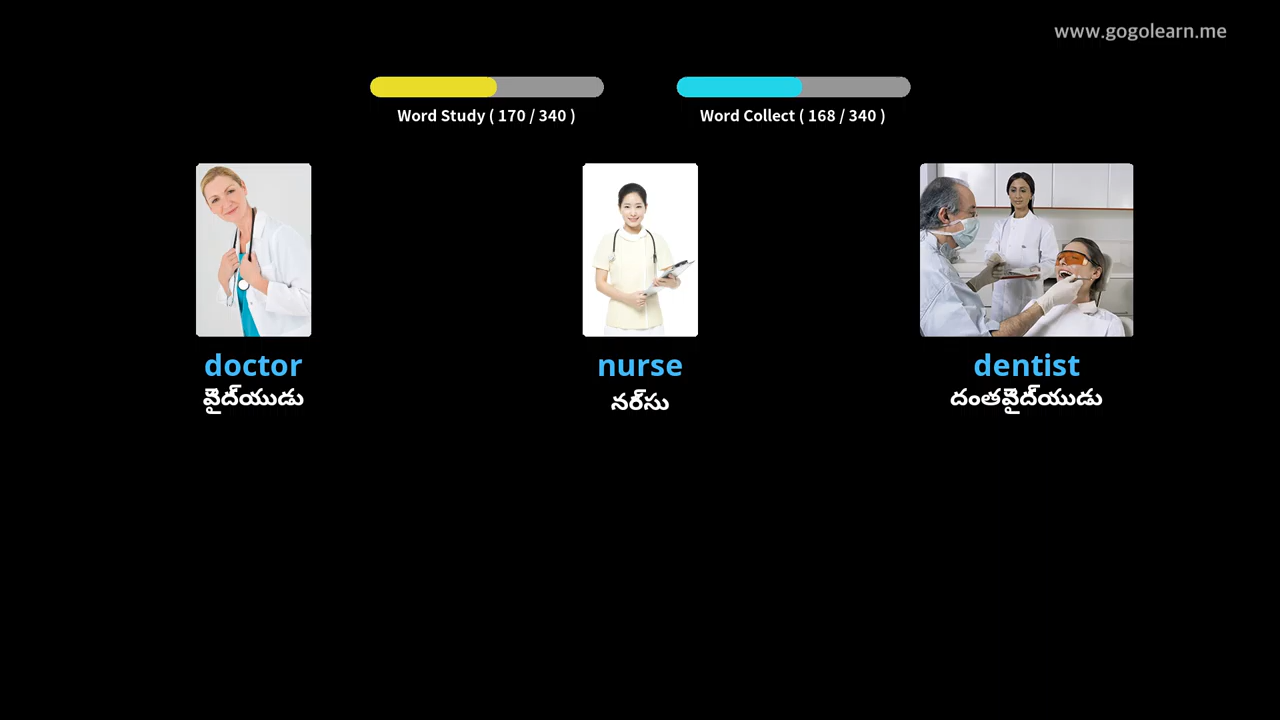 www.gogolearn.me
Word Study ( 170 / 340 )
Word Collect ( 168 / 340 )
doctor
వైద్‌యుడు
nurse
నర్‌సు
dentist
దంతవైద్‌యుడు